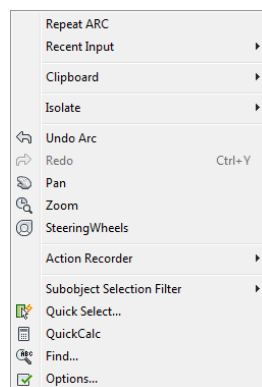 Repeat ARC
Recent Input
Clipboard
Isolate
Undo Arc
Redo Ctrl+Y
Pan
Zoom
SteeringWheels
Action Recorder
Subobject Selection Filter
Quick Select...
QuickCalc
ABC Find...
Options...